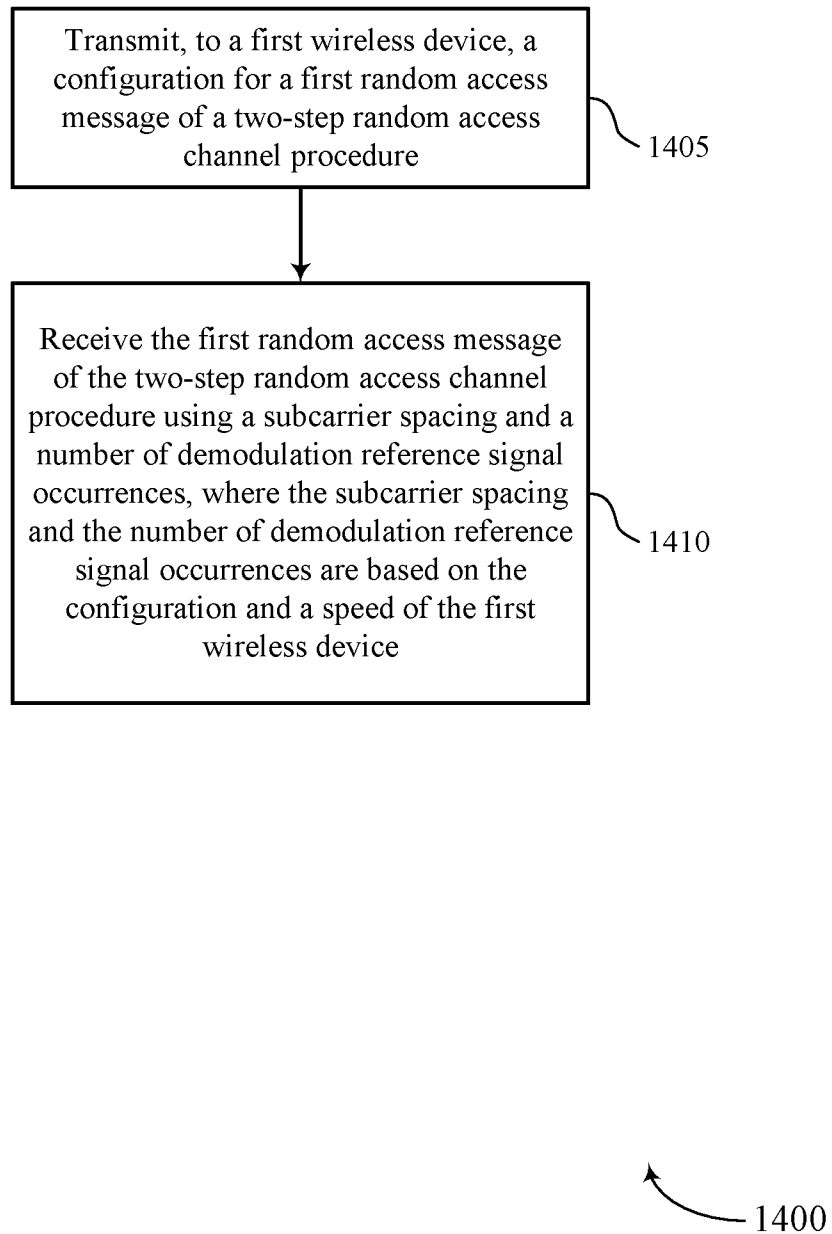 Transmit, to a first wireless device, a
configuration for a first random access
message of a two-step random access
channel procedure
1405
Receive the first random access message
of the two-step random access channel
procedure using a subcarrier spacing and a
number of demodulation reference signal
occurrences, where the subcarrier spacing
and the number of demodulation reference
signal occurrences are based on the
configuration and a speed of the first
wireless device
1410
1400